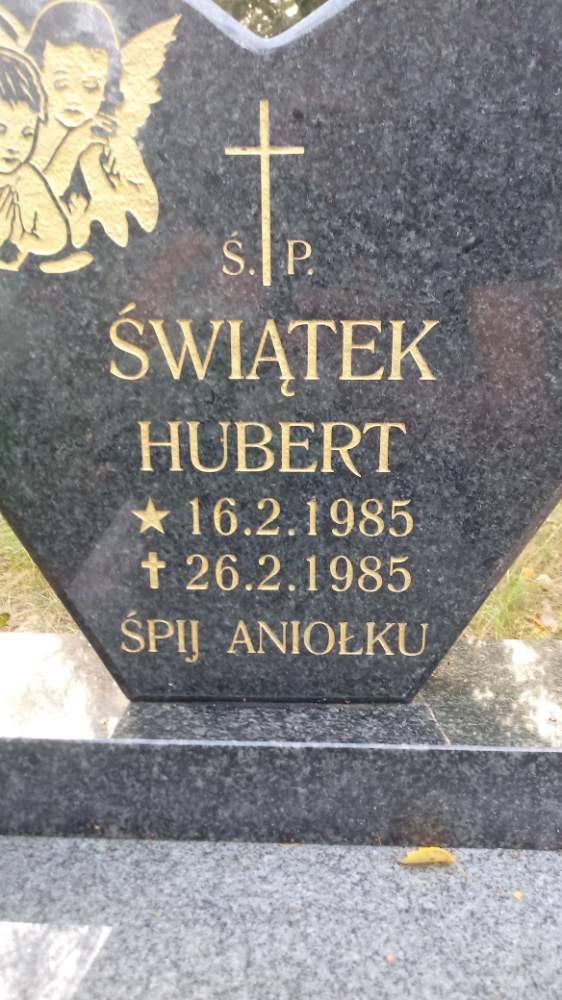 Ś. P.
ŚWIĄTEK
HUBERT
★ 16.2.1985
✝ 26.2.1985
ŚPIJ ANIOŁKU